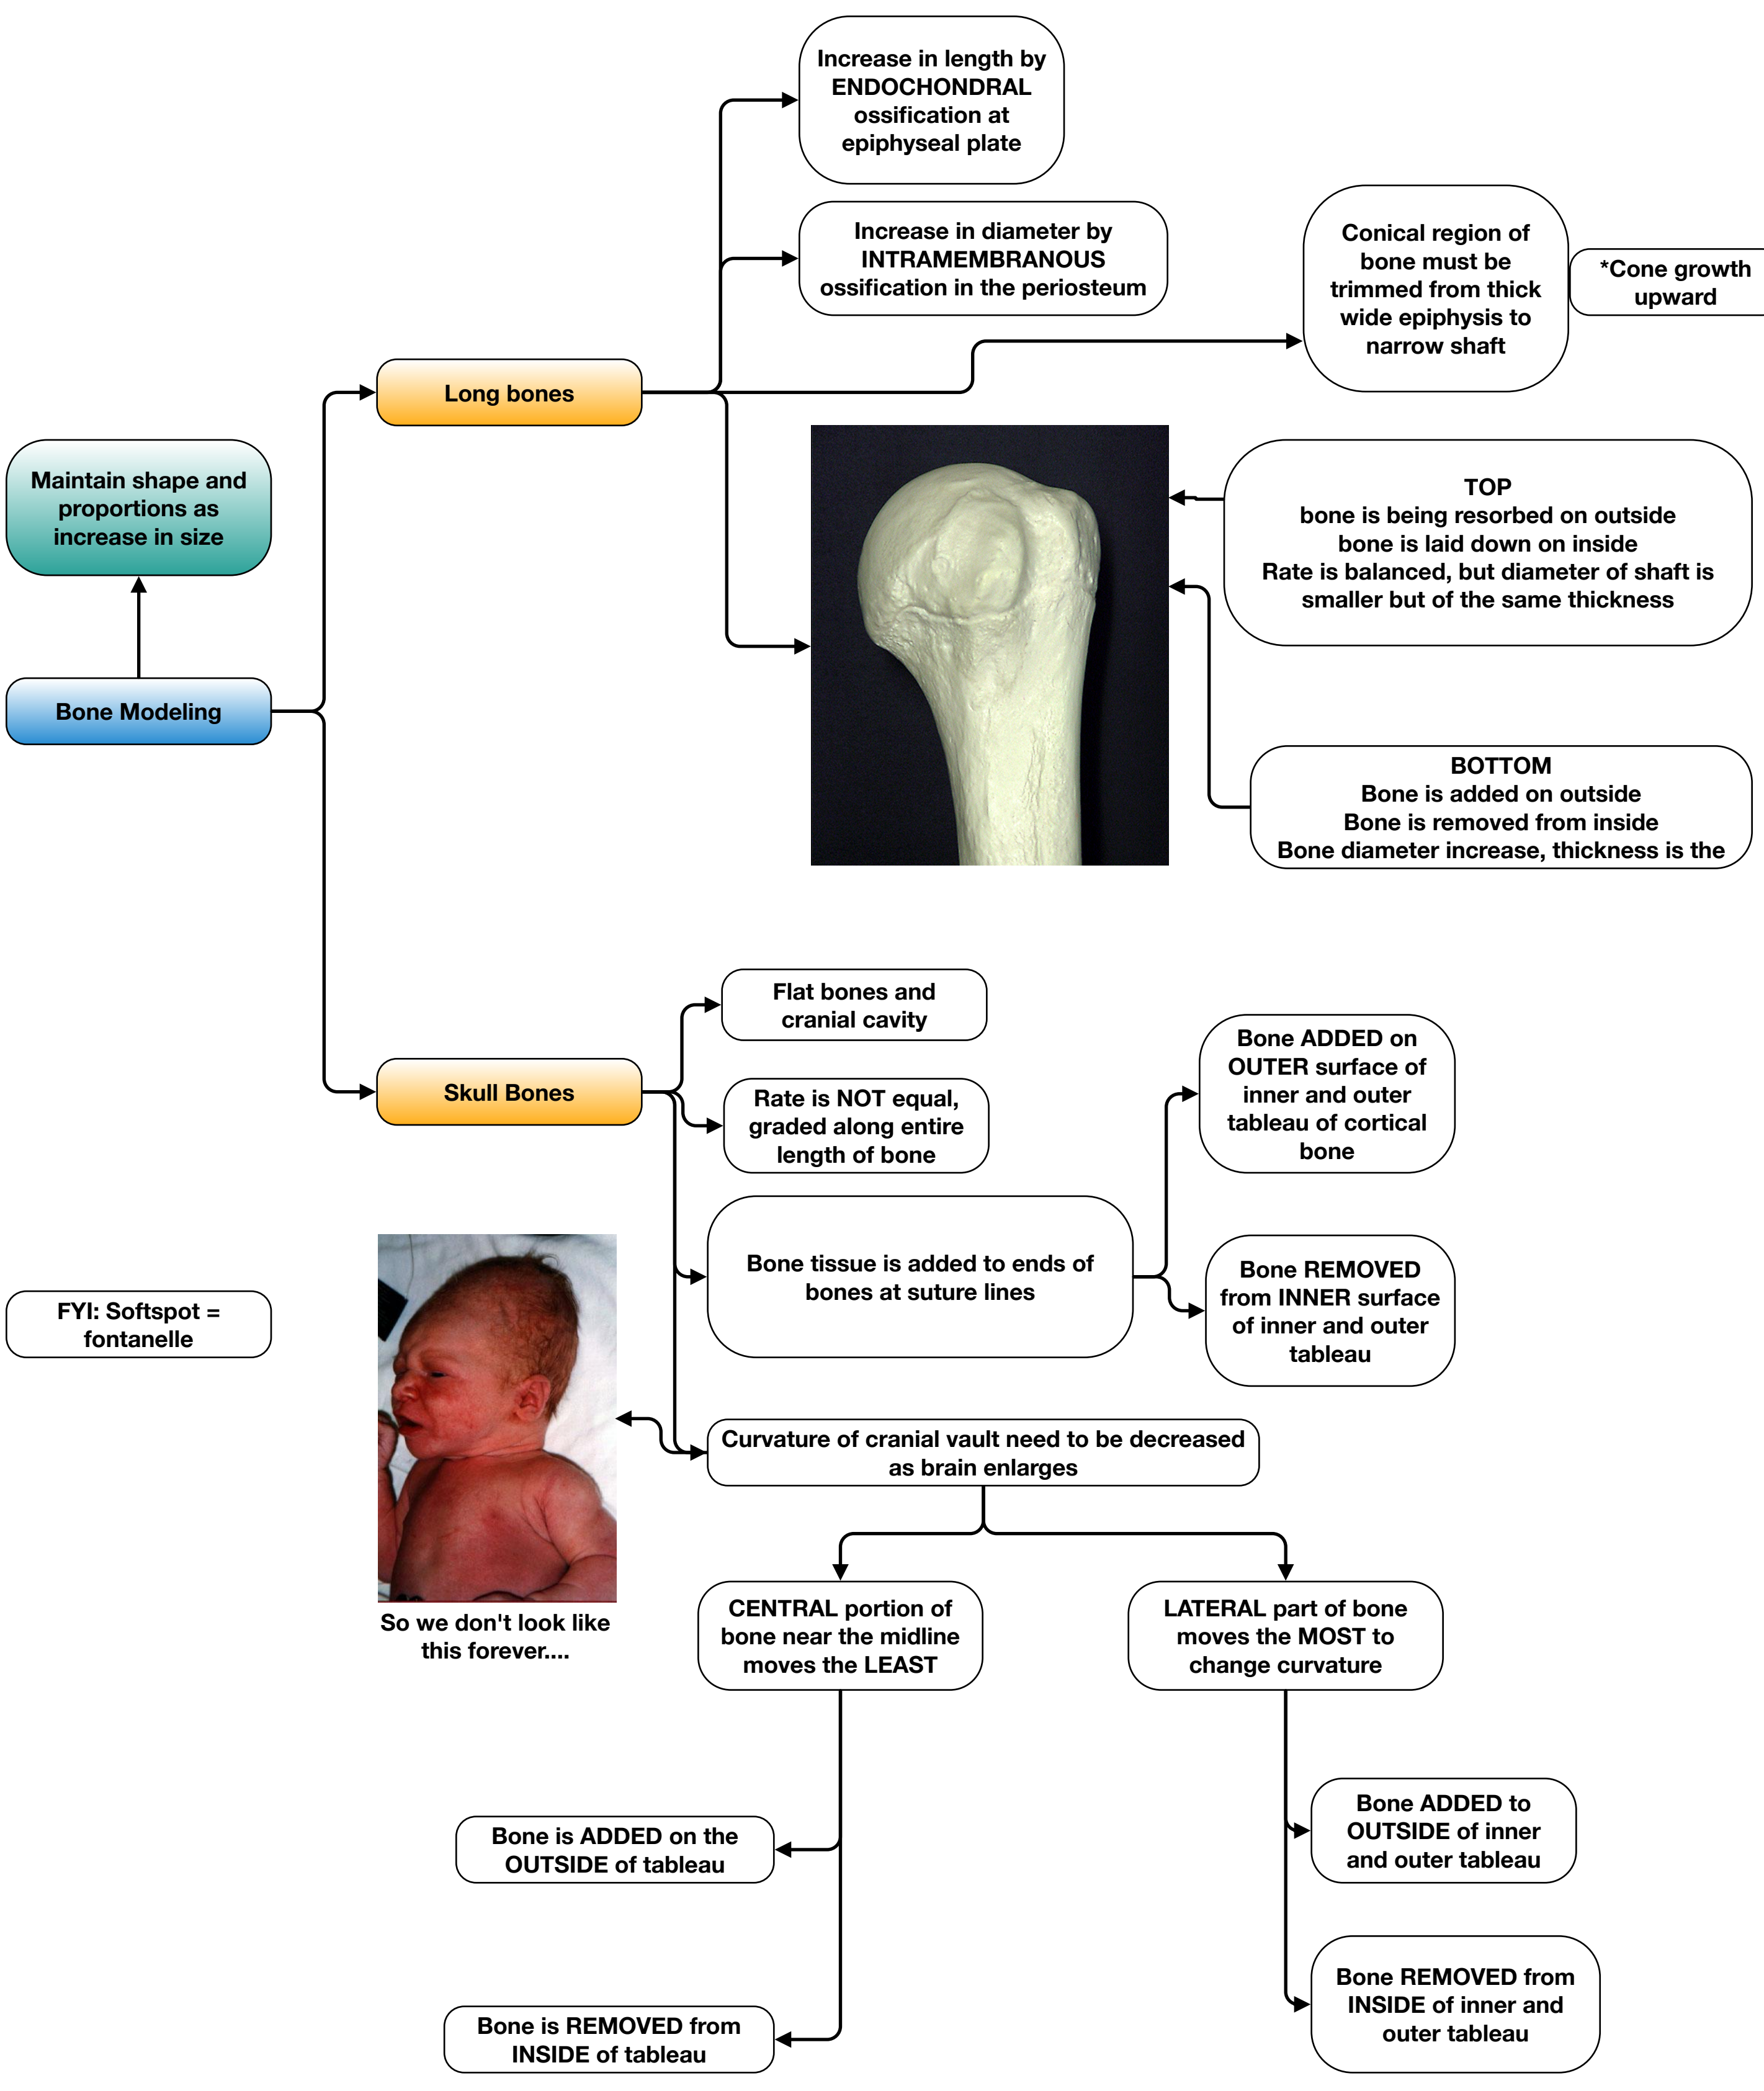 Increase in length by
ENDOCHONDRAL
ossification at
epiphyseal plate
Increase in diameter by
INTRAMEMBRANOUS
ossification in the periosteum
Conical region of
bone must be
trimmed from thick
wide epiphysis to
narrow shaft
*Cone growth
upward
Long bones
Maintain shape and
proportions as
increase in size
TOP
bone is being resorbed on outside
bone is laid down on inside
Rate is balanced, but diameter of shaft is
smaller but of the same thickness
Bone Modeling
BOTTOM
Bone is added on outside
Bone is removed from inside
Bone diameter increase, thickness is the
Flat bones and
cranial cavity
Skull Bones
Rate is NOT equal,
graded along entire
length of bone
Bone ADDED on
OUTER surface of
inner and outer
tableau of cortical
bone
Bone tissue is added to ends of
bones at suture lines
Bone REMOVED
from INNER surface
of inner and outer
tableau
FYI: Softspot =
fontanelle
Curvature of cranial vault need to be decreased
as brain enlarges
So we don't look like
this forever....
CENTRAL portion of
bone near the midline
moves the LEAST
LATERAL part of bone
moves the MOST to
change curvature
Bone is ADDED on the
OUTSIDE of tableau
Bone ADDED to
OUTSIDE of inner
and outer tableau
Bone is REMOVED from
INSIDE of tableau
Bone REMOVED from
INSIDE of inner and
outer tableau